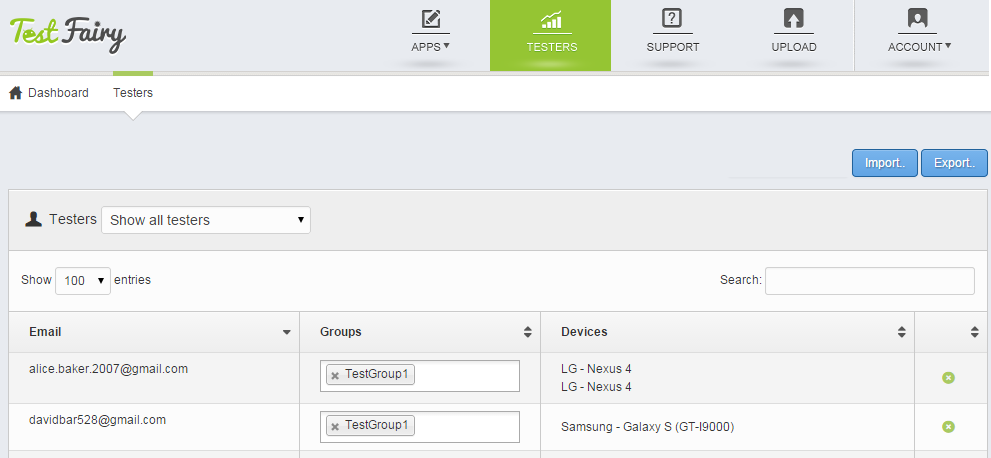 Test Fairy
APPS TESTERS SUPPORT UPLOAD ACCOUNT
Dashboard Testers
Import.. Export..
Testers Show all testers
Show 100 entries Search:
Email Groups Devices
alice.baker.2007@gmail.com TestGroup1 LG - Nexus 4
LG - Nexus 4
davidbar528@gmail.com TestGroup1 Samsung - Galaxy S (GT-I9000)